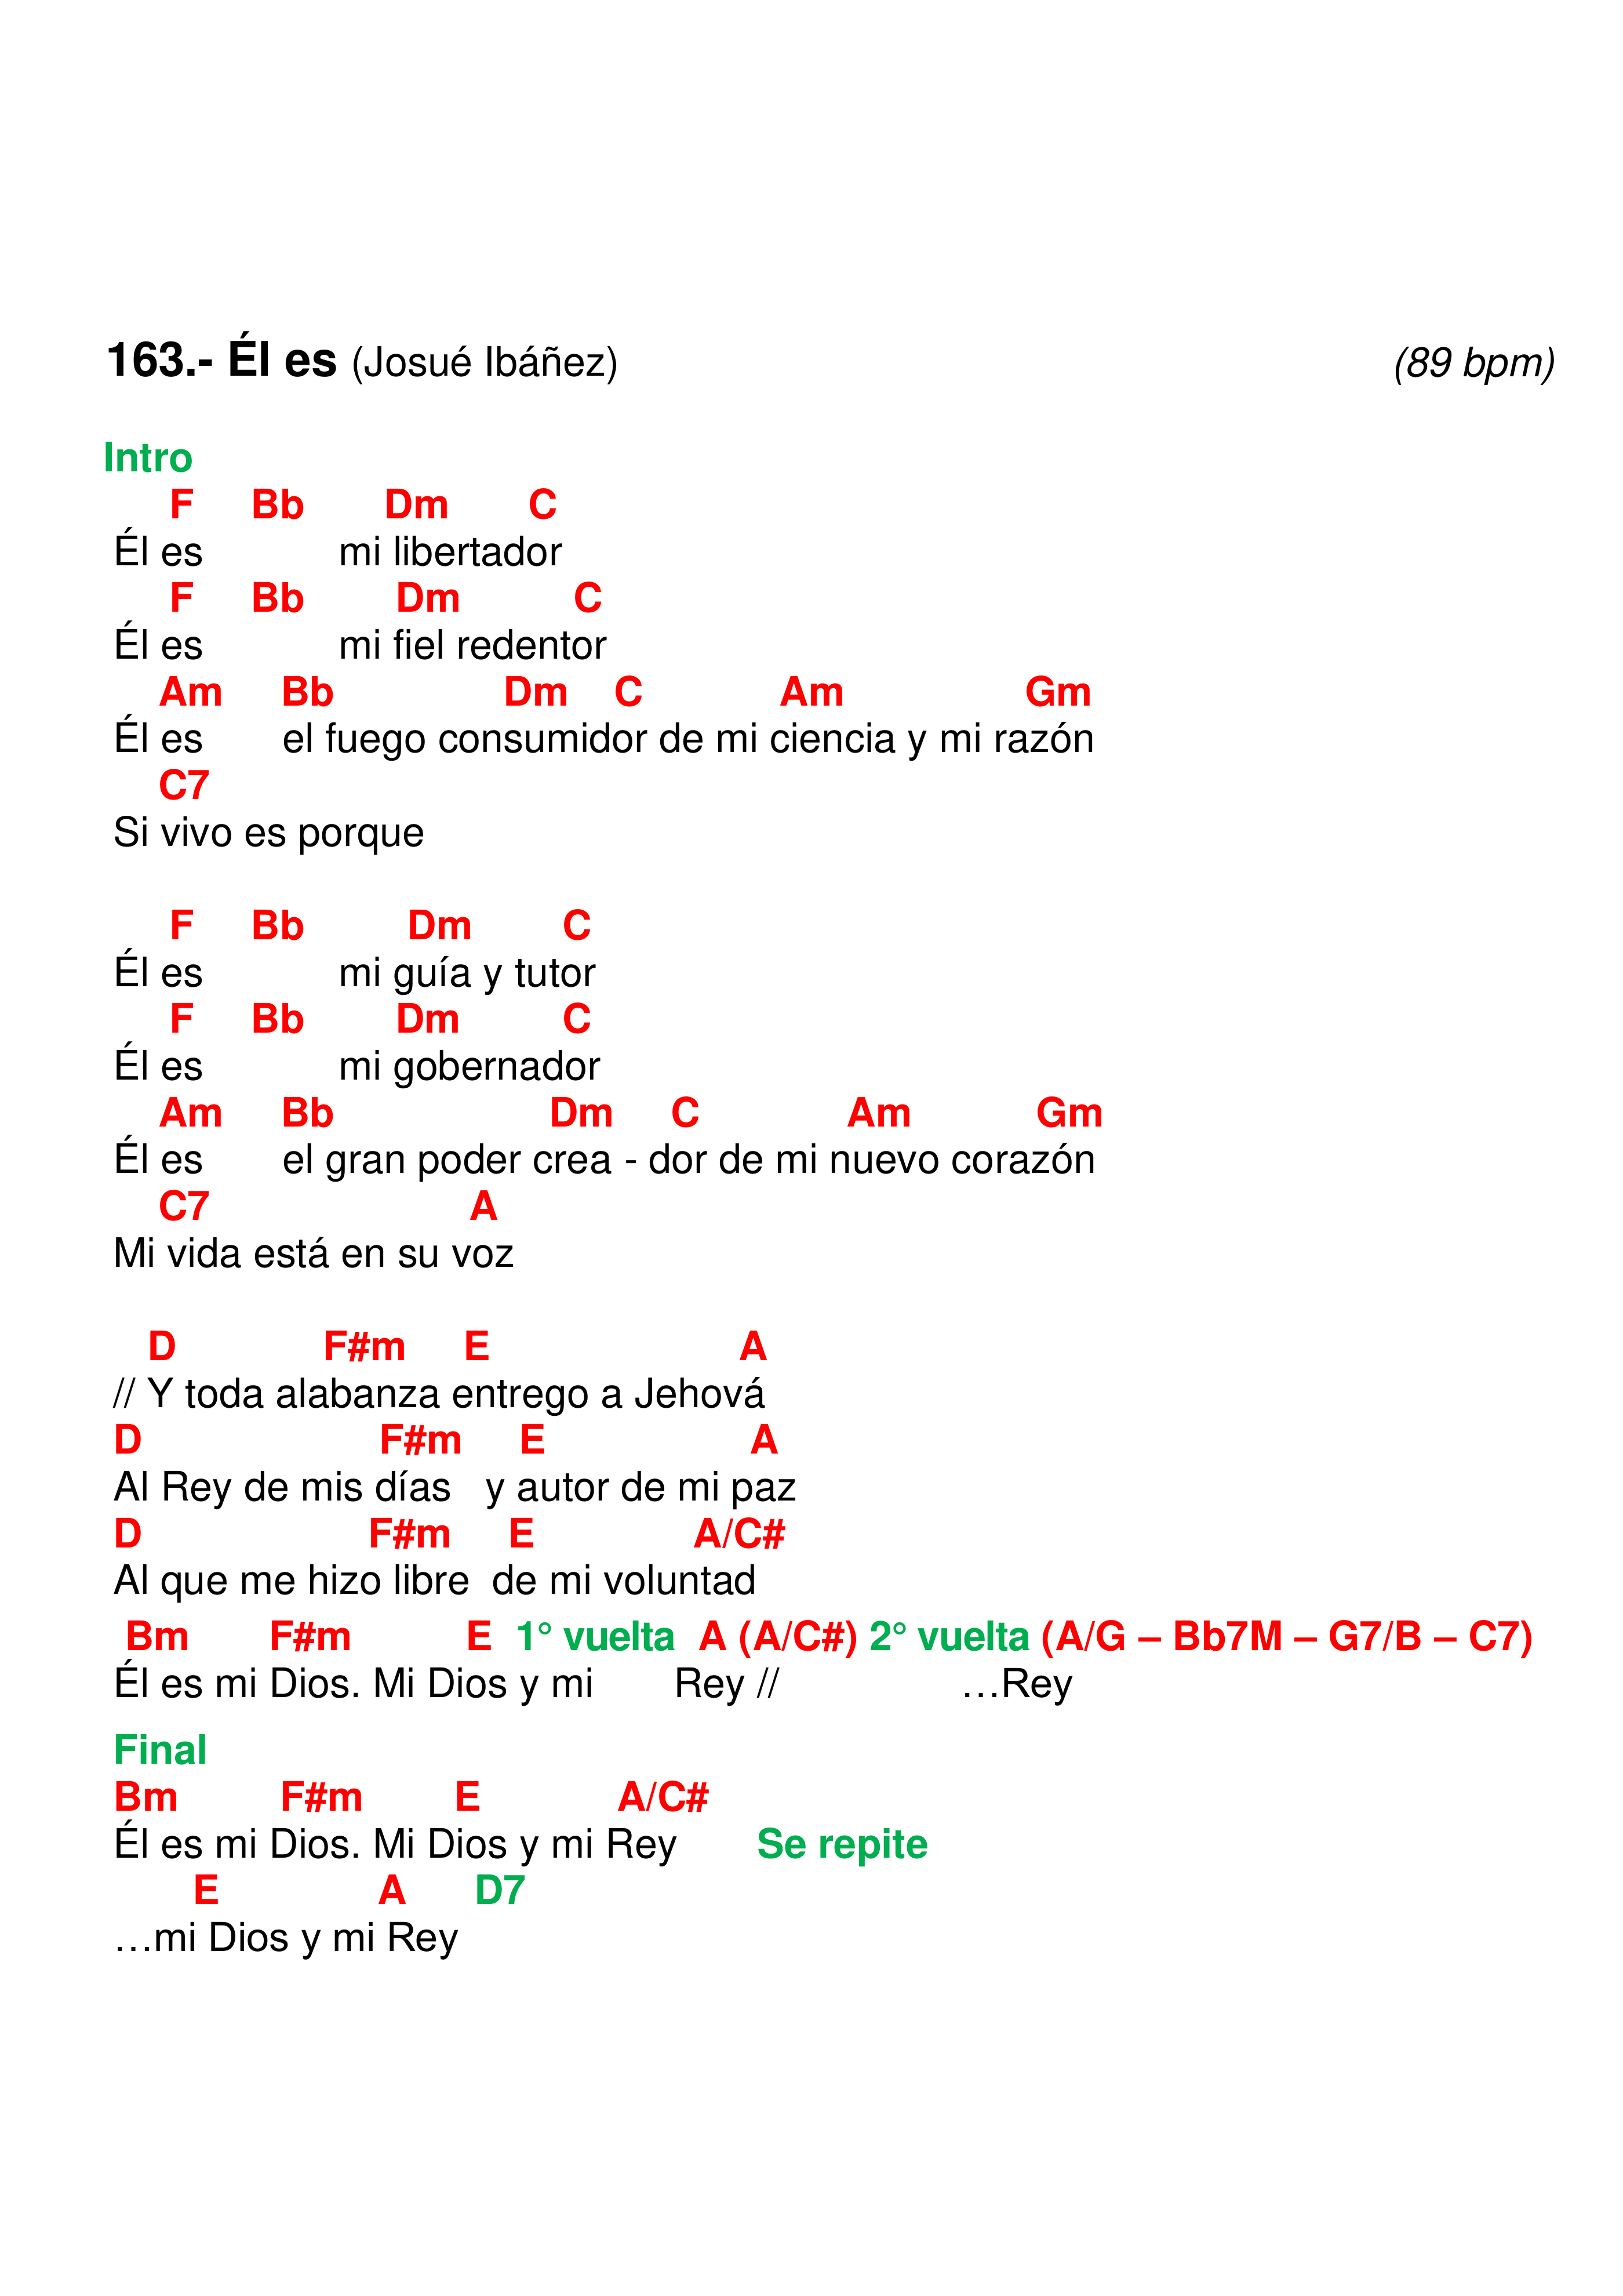 163.- Él es (Josué Ibáñez) (89 bpm)
Intro
F Bb Dm C
Él es mi libertador
F Bb Dm C
Él es mi fiel redentor
Am Bb Dm C Am Gm
Él es el fuego consumidor de mi ciencia y mi razón
C7
Si vivo es porque
F Bb Dm C
Él es mi guía y tutor
F Bb Dm C
Él es mi gobernador
Am Bb Dm C Am Gm
Él es el gran poder crea - dor de mi nuevo corazón
C7 A
Mi vida está en su voz
D F#m E A
// Y toda alabanza entrego a Jehová
D F#m E A
Al Rey de mis días y autor de mi paz
D F#m E A/C#
Al que me hizo libre de mi voluntad
Bm F#m E 1° vuelta A (A/C#) 2° vuelta (A/G – Bb7M – G7/B – C7)
Él es mi Dios. Mi Dios y mi Rey // …Rey
Final
Bm F#m E A/C#
Él es mi Dios. Mi Dios y mi Rey Se repite
E A D7
…mi Dios y mi Rey